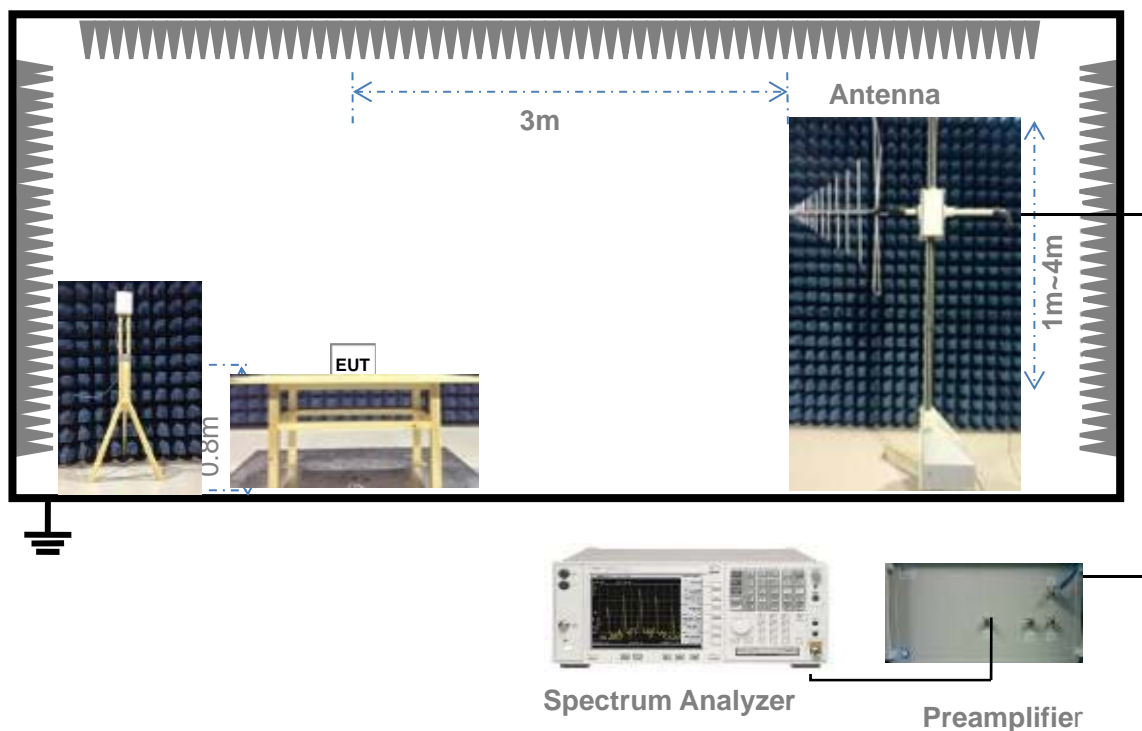 Antenna
3m
1m~4m
EUT
0.8m
Spectrum Analyzer
Preamplifier